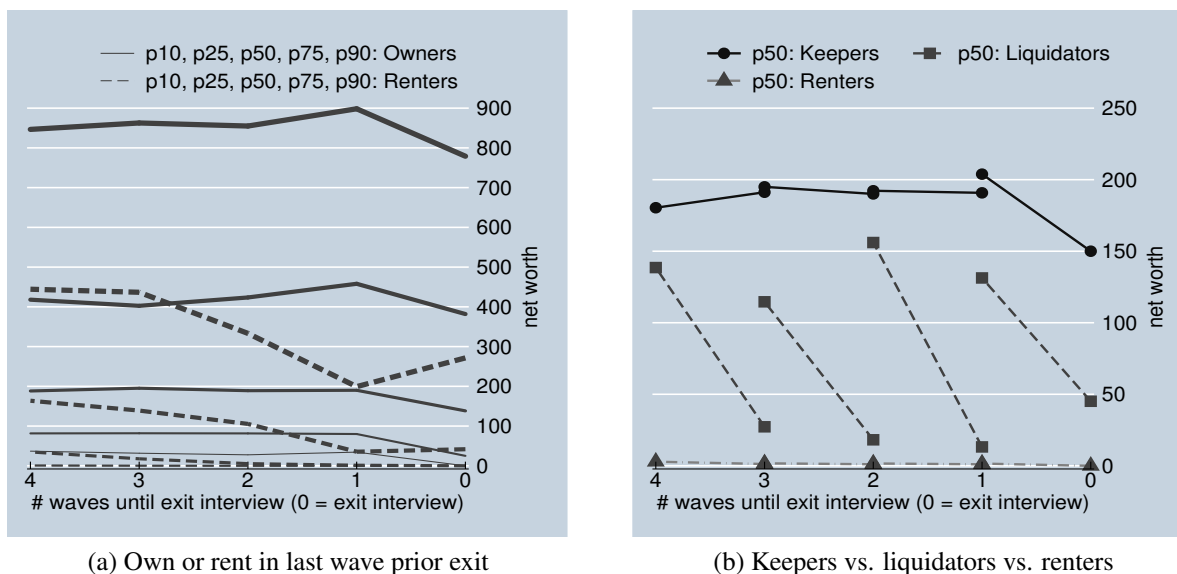 p10, p25, p50, p75, p90: Owners
p10, p25, p50, p75, p90: Renters
900
800
700
600
500
400
300
200
100
0
net worth
4 3 2 1 0
# waves until exit interview (0 = exit interview)
(a) Own or rent in last wave prior exit
p50: Keepers p50: Liquidators
p50: Renters
250
200
150
100
50
0
net worth
4 3 2 1 0
# waves until exit interview (0 = exit interview)
(b) Keepers vs. liquidators vs. renters